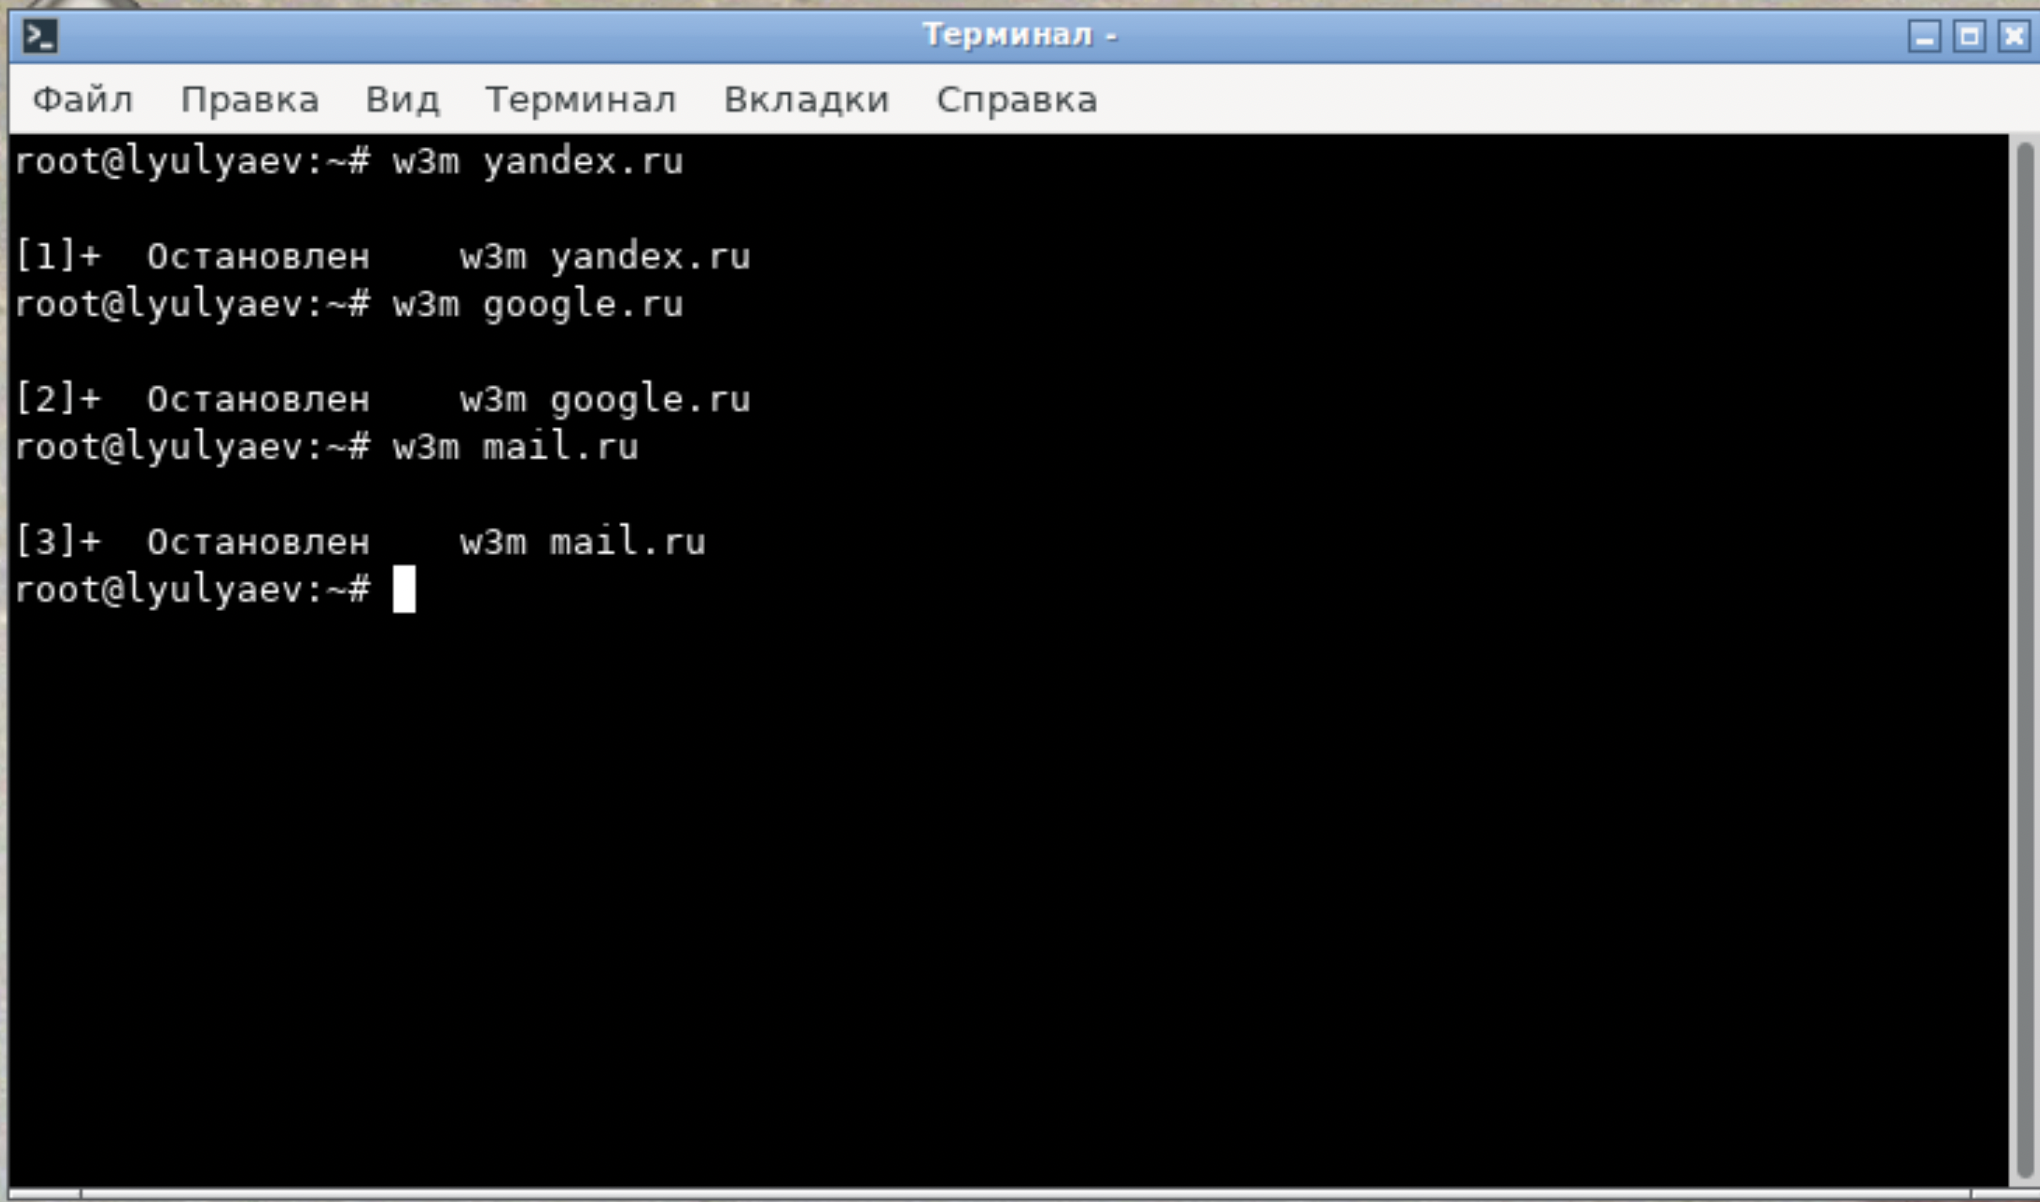 Терминал -
Файл Правка Вид Терминал Вкладки Справка
root@lyulyaev:~# w3m yandex.ru
[1]+  Остановлен    w3m yandex.ru
root@lyulyaev:~# w3m google.ru
[2]+  Остановлен    w3m google.ru
root@lyulyaev:~# w3m mail.ru
[3]+  Остановлен    w3m mail.ru
root@lyulyaev:~#